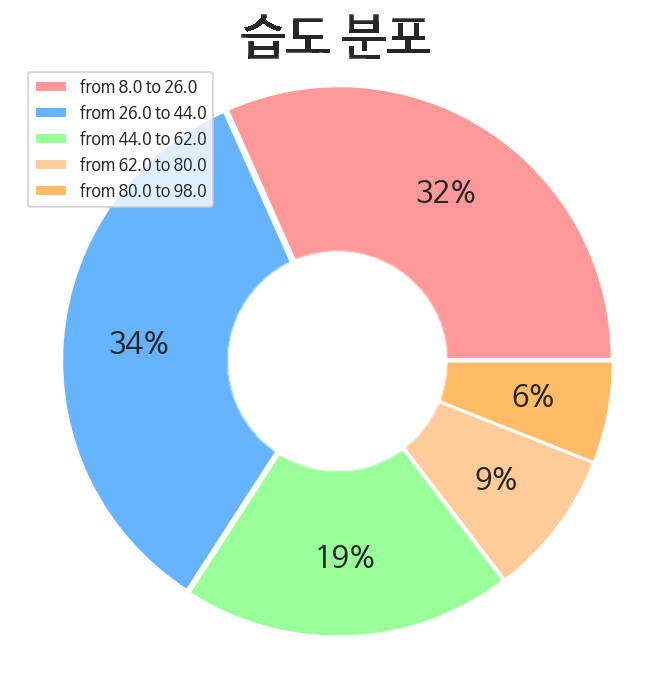 습도 분포
from 8.0 to 26.0
from 26.0 to 44.0
from 44.0 to 62.0
from 62.0 to 80.0
from 80.0 to 98.0
32%
34%
6%
9%
19%